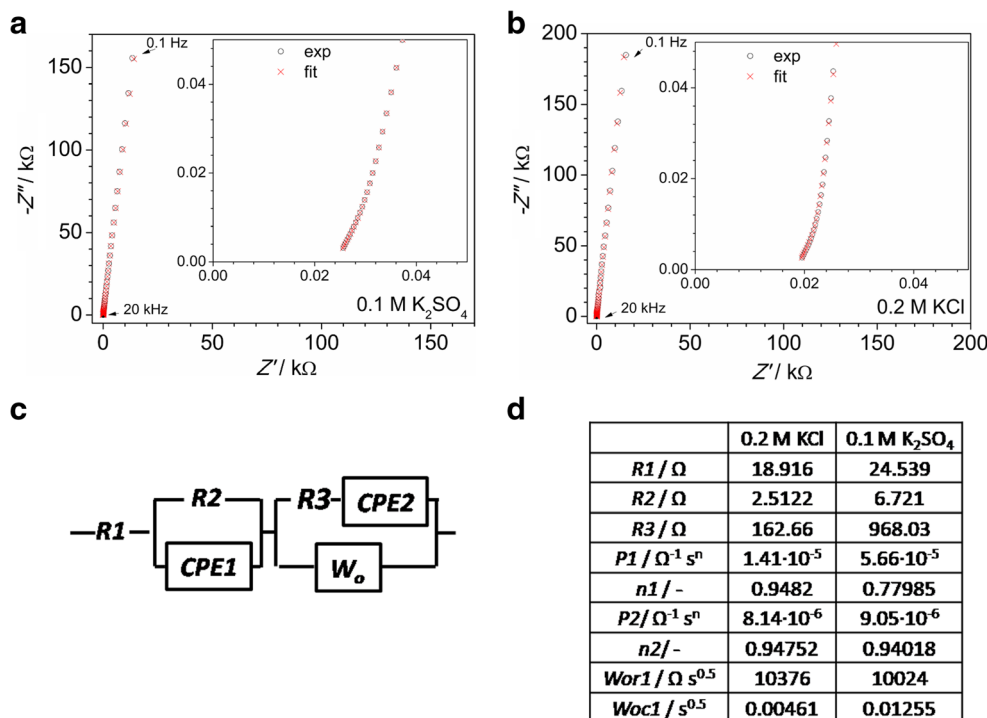 a
0.1 Hz
exp
fit
0.04
0.02
0.00
0.00 0.02 0.04
0.1 M K₂SO₄
20 kHz
150
100
50
0
-Z″/ kΩ
0 50 100 150
Z′/ kΩ
b
0.1 Hz
exp
fit
0.04
0.02
0.00
0.00 0.02 0.04
0.2 M KCl
20 kHz
200
150
100
50
0
-Z″/ kΩ
0 50 100 150 200
Z′/ kΩ
c
R1
R2
CPE1
R3
CPE2
Wₒ
d
0.2 M KCl 0.1 M K₂SO₄
R1/ Ω 18.916 24.539
R2/ Ω 2.5122 6.721
R3/ Ω 162.66 968.03
P1/ Ω⁻¹ sⁿ 1.41·10⁻⁵ 5.66·10⁻⁵
n1/ - 0.9482 0.77985
P2/ Ω⁻¹ sⁿ 8.14·10⁻⁶ 9.05·10⁻⁶
n2/- 0.94752 0.94018
Wor1/ Ω s⁰·⁵ 10376 10024
Woc1/ s⁰·⁵ 0.00461 0.01255